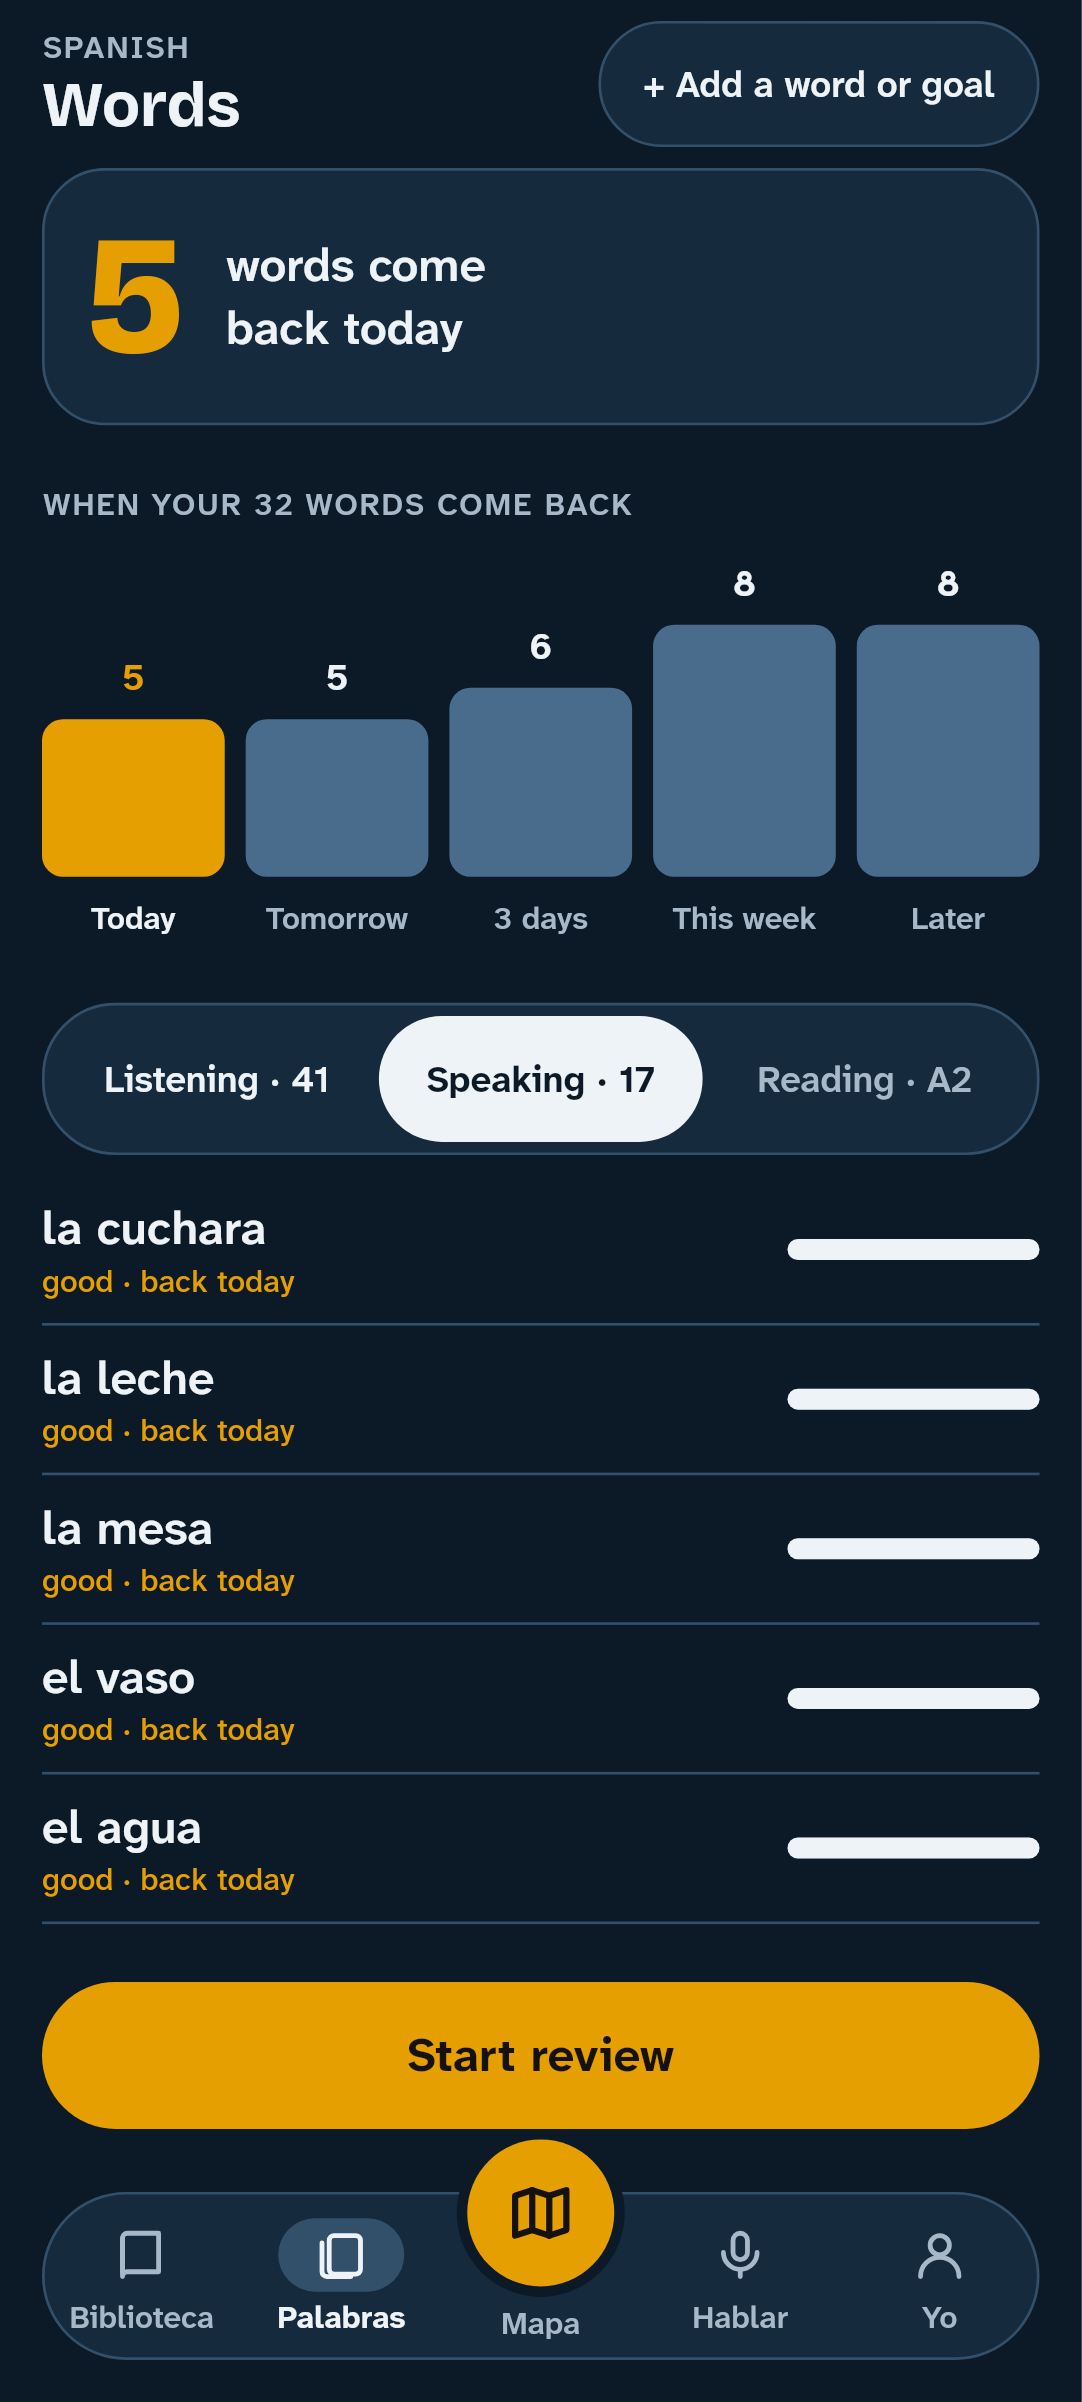 SPANISH
Words
+ Add a word or goal
5
words come
back today
WHEN YOUR 32 WORDS COME BACK
5
5
6
8
8
Today
Tomorrow
3 days
This week
Later
Listening · 41
Speaking · 17
Reading · A2
la cuchara
good · back today
la leche
good · back today
la mesa
good · back today
el vaso
good · back today
el agua
good · back today
Start review
Biblioteca
Palabras
Mapa
Hablar
Yo